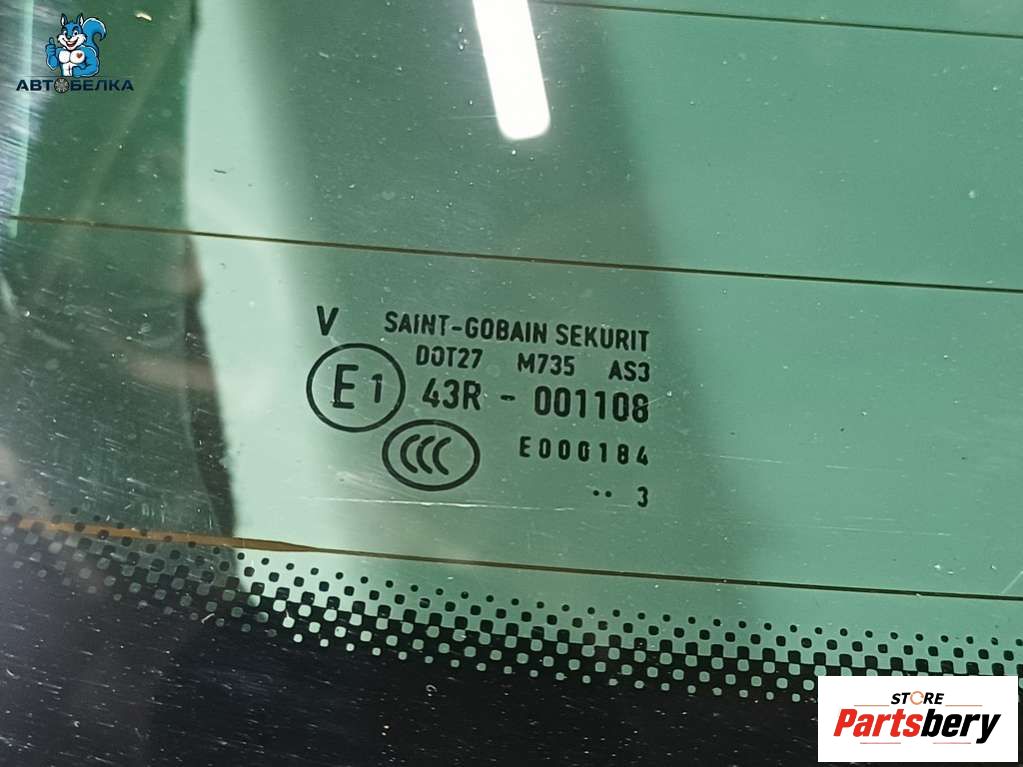 АВТОБЕЛКА
V SAINT-GOBAIN SEKURIT
DOT27 M735 AS3
E1 43R - 001108
CCC E000184
.. 3
STORE
Partsbery